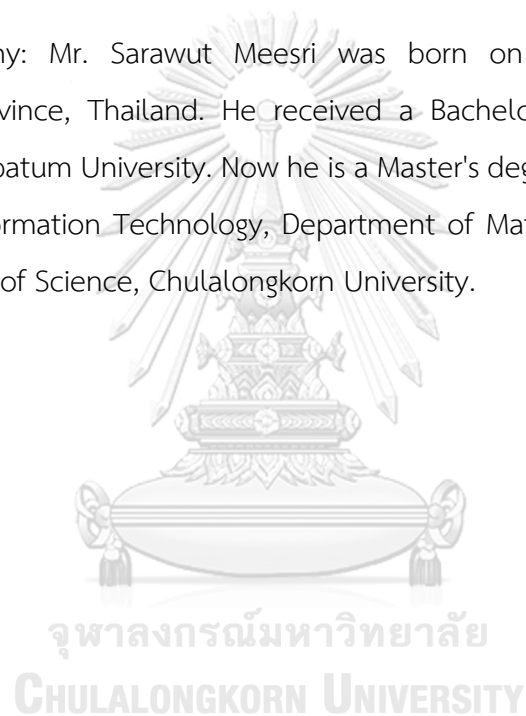 ny: Mr. Sarawut Meesri was born on
vince, Thailand. He received a Bachelo
patum University. Now he is a Master's deg
ormation Technology, Department of Mat
of Science, Chulalongkorn University.
จุฬาลงกรณ์มหาวิทยาลัย
CHULALONGKORN UNIVERSITY